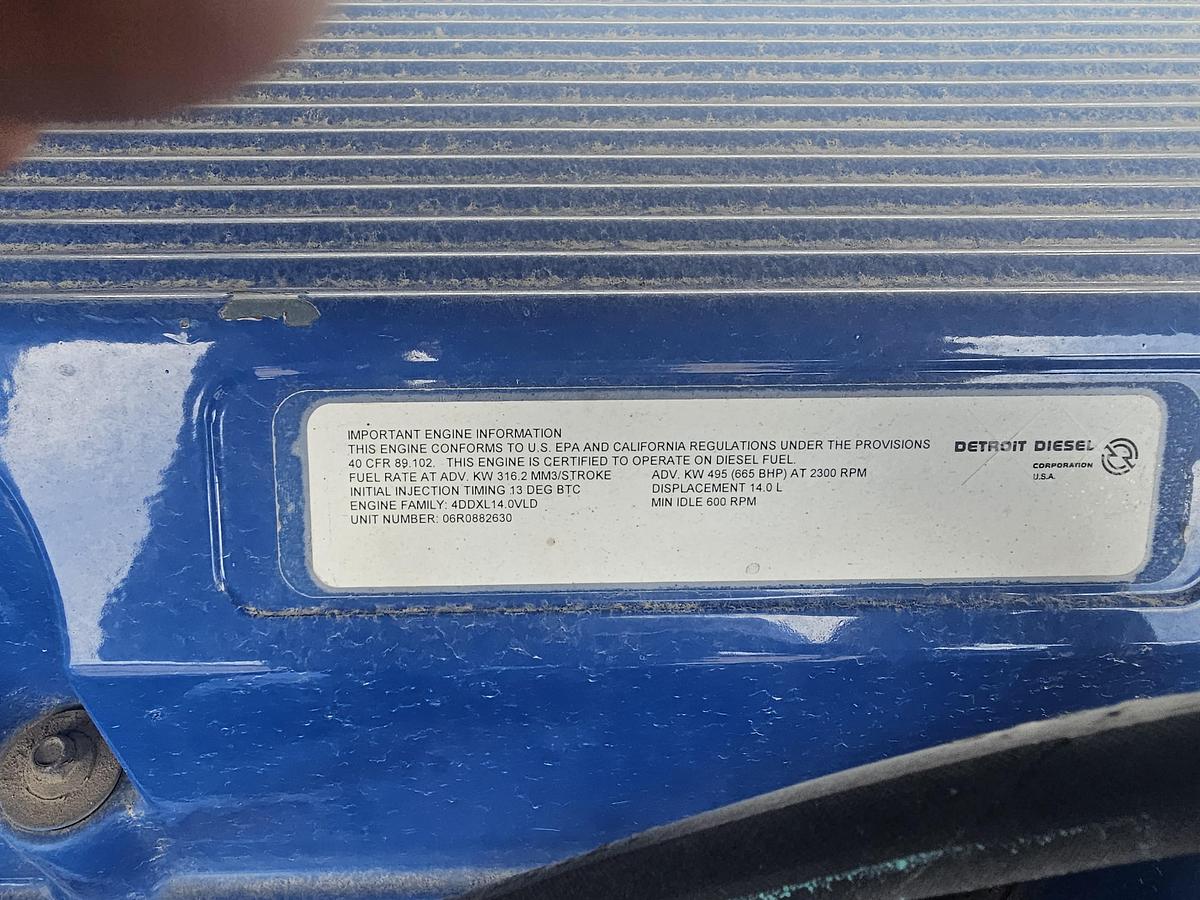 IMPORTANT ENGINE INFORMATION
THIS ENGINE CONFORMS TO U.S. EPA AND CALIFORNIA REGULATIONS UNDER THE PROVISIONS
40 CFR 89.102. THIS ENGINE IS CERTIFIED TO OPERATE ON DIESEL FUEL.
FUEL RATE AT ADV. KW 316.2 MM3/STROKE ADV. KW 495 (665 BHP) AT 2300 RPM
INITIAL INJECTION TIMING 13 DEG BTC DISPLACEMENT 14.0 L
ENGINE FAMILY: 4DDXL14.0VLD MIN IDLE 600 RPM
UNIT NUMBER: 06R0882630
DETROIT DIESEL
CORPORATION
U.S.A.